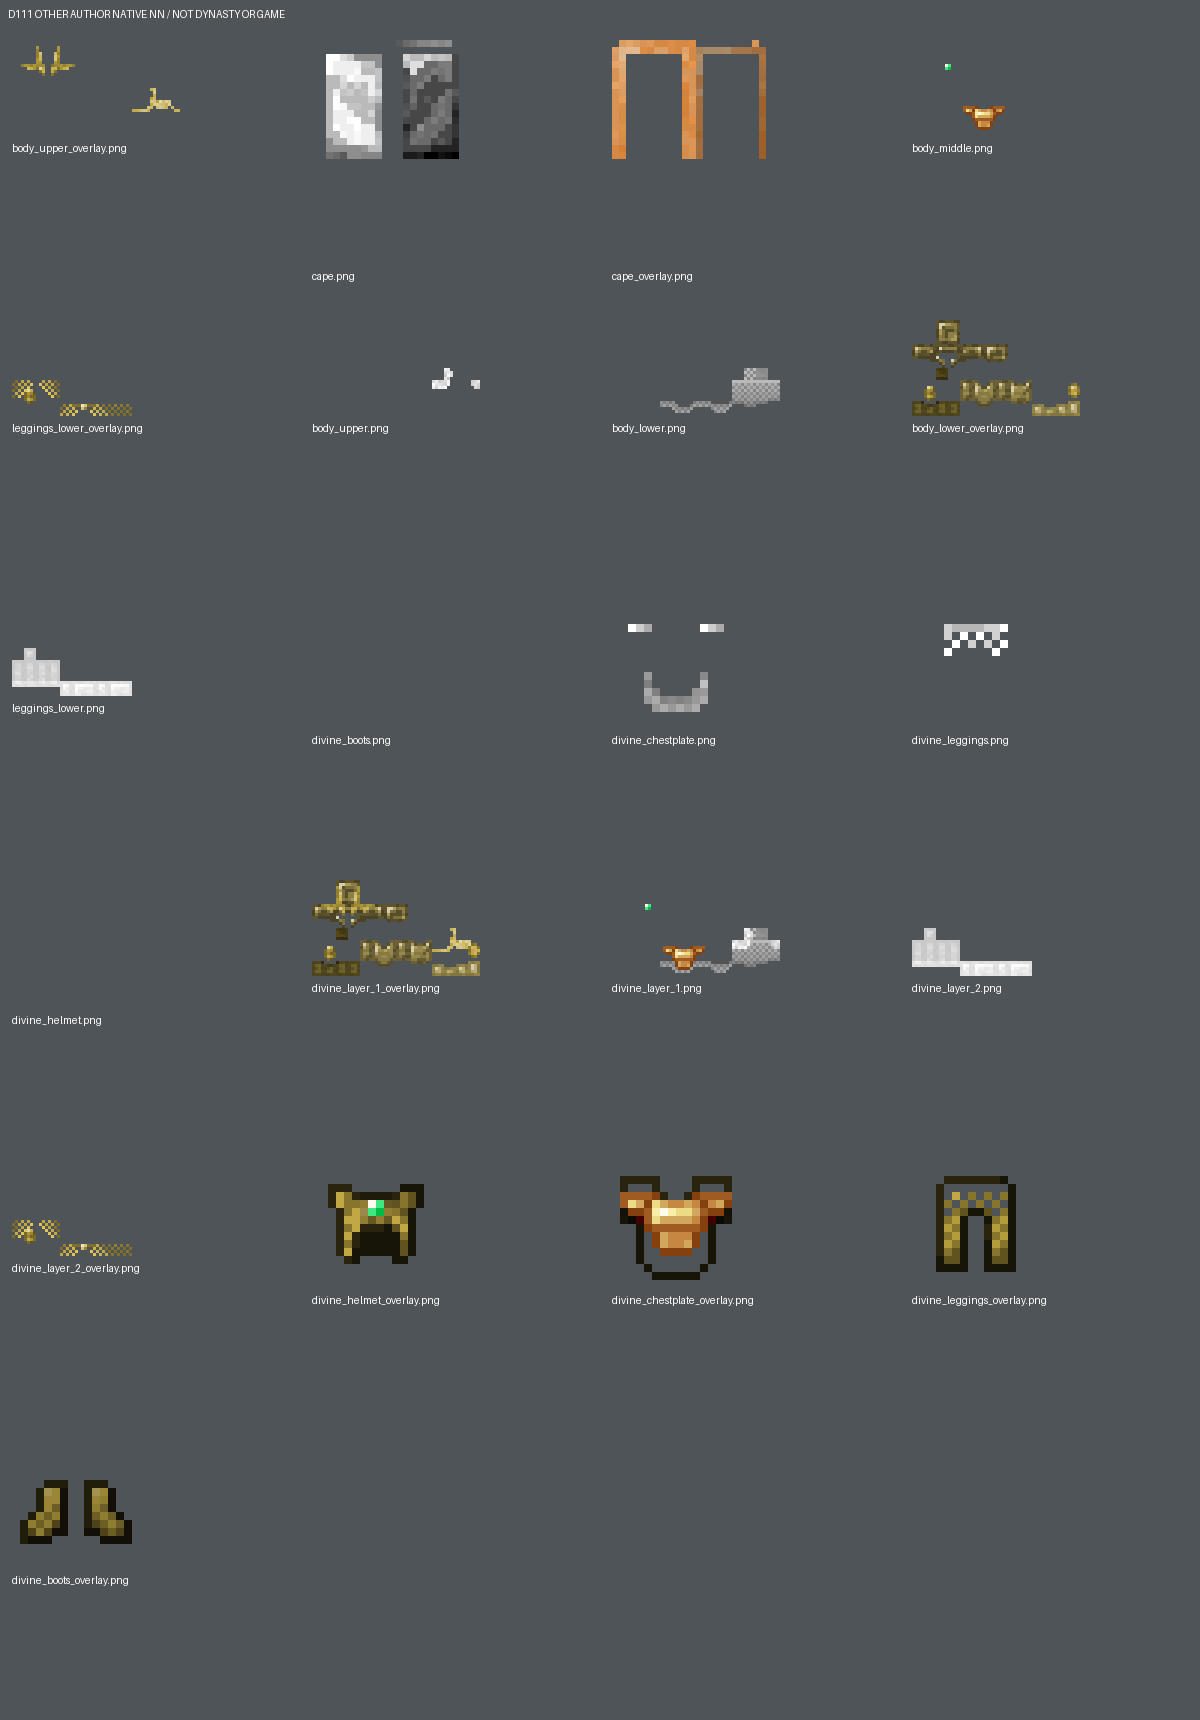 D111 OTHER AUTHOR NATIVE NN / NOT DYNASTY OR GAME
body_upper_overlay.png
body_middle.png
cape.png
cape_overlay.png
leggings_lower_overlay.png
body_upper.png
body_lower.png
body_lower_overlay.png
leggings_lower.png
divine_boots.png
divine_chestplate.png
divine_leggings.png
divine_helmet.png
divine_layer_1_overlay.png
divine_layer_1.png
divine_layer_2.png
divine_layer_2_overlay.png
divine_helmet_overlay.png
divine_chestplate_overlay.png
divine_leggings_overlay.png
divine_boots_overlay.png